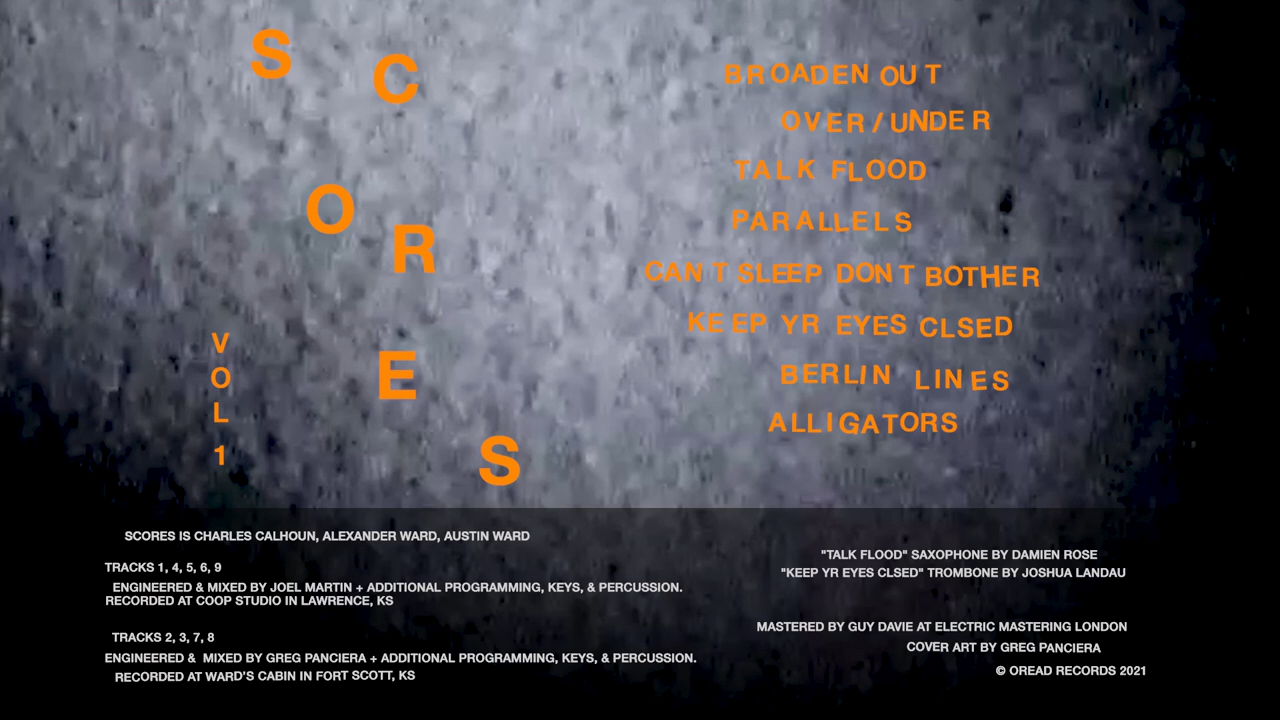 SCORES
VOL 1
BROADEN OUT
OVER/UNDER
TALK FLOOD
PARALLELS
CAN T SLEEP DON T BOTHER
KEEP YR EYES CLSED
BERLIN LINES
ALLIGATORS
SCORES IS CHARLES CALHOUN, ALEXANDER WARD, AUSTIN WARD
TRACKS 1, 4, 5, 6, 9
ENGINEERED & MIXED BY JOEL MARTIN + ADDITIONAL PROGRAMMING, KEYS, & PERCUSSION.
RECORDED AT COOP STUDIO IN LAWRENCE, KS
TRACKS 2, 3, 7, 8
ENGINEERED & MIXED BY GREG PANCIERA + ADDITIONAL PROGRAMMING, KEYS, & PERCUSSION.
RECORDED AT WARD'S CABIN IN FORT SCOTT, KS
"TALK FLOOD" SAXOPHONE BY DAMIEN ROSE
"KEEP YR EYES CLSED" TROMBONE BY JOSHUA LANDAU
MASTERED BY GUY DAVIE AT ELECTRIC MASTERING LONDON
COVER ART BY GREG PANCIERA
© OREAD RECORDS 2021